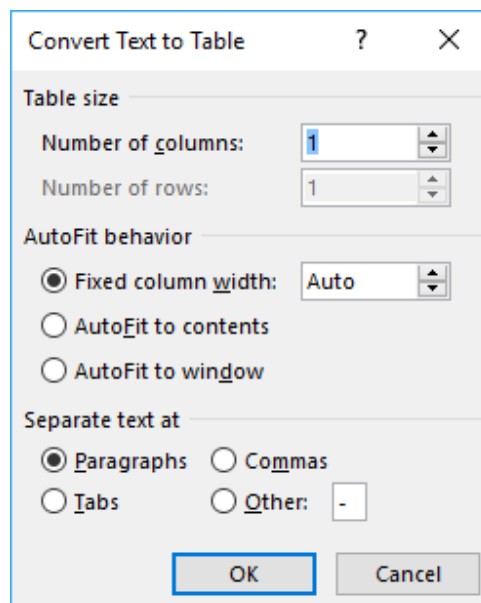 Convert Text to Table ? ×
Table size
Number of columns: 1
Number of rows: 1
AutoFit behavior
Fixed column width: Auto
AutoFit to contents
AutoFit to window
Separate text at
Paragraphs Commas
Tabs Other: -
OK Cancel